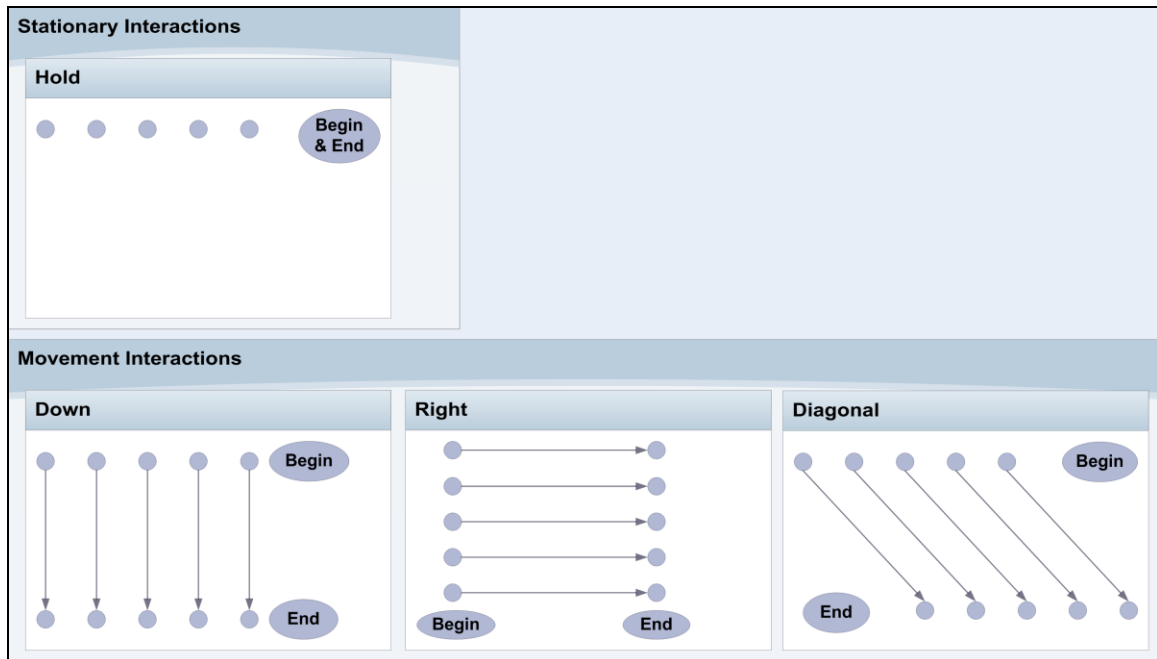 Stationary Interactions
Hold
Begin
& End
Movement Interactions
Down
Begin
End
Right
Begin
End
Diagonal
Begin
End